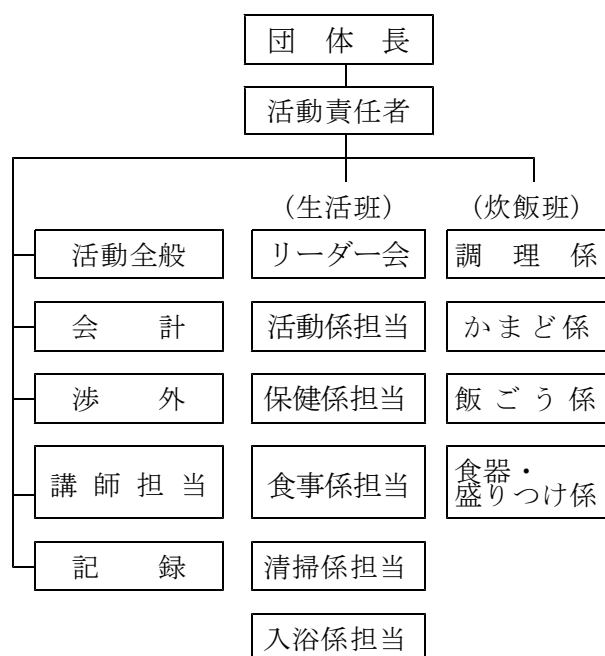 団体長
活動責任者
(生活班)
(炊飯班)
活動全般
リーダー会
調理係
会計
活動係担当
かまど係
渉外
保健係担当
飯ごう係
講師担当
食事係担当
食器・
盛りつけ係
記録
清掃係担当
入浴係担当